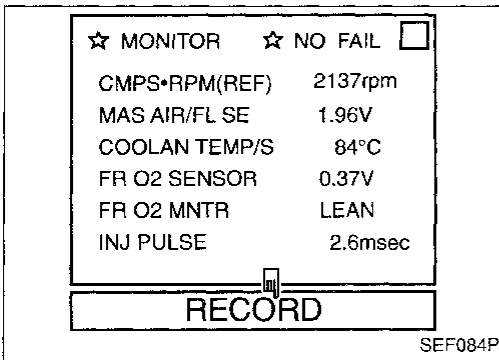 ☆ MONITOR ☆ NO FAIL
CMPS•RPM(REF) 2137rpm
MAS AIR/FL SE 1.96V
COOLAN TEMP/S 84°C
FR O2 SENSOR 0.37V
FR O2 MNTR LEAN
INJ PULSE 2.6msec
RECORD
SEF084P